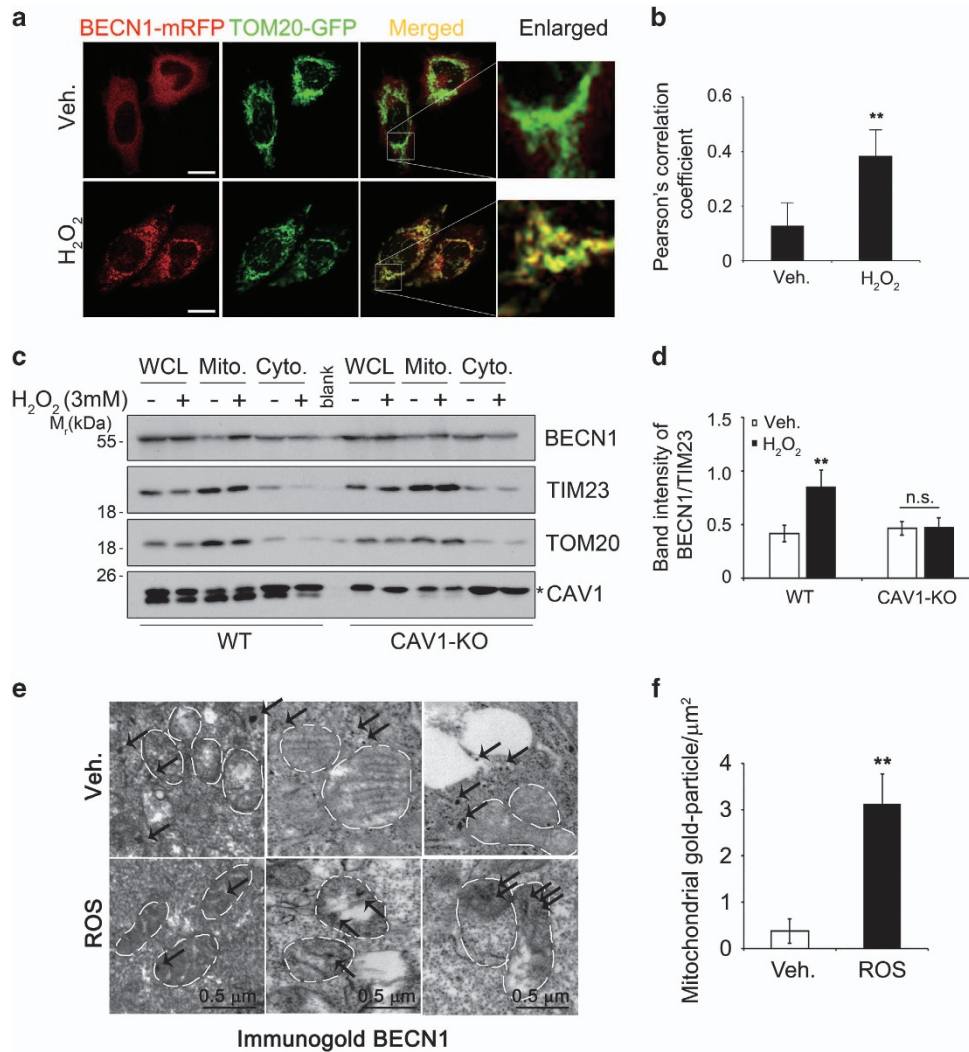 a
BECN1-mRFP TOM20-GFP Merged Enlarged
Veh.
H₂O₂
b
Pearson's correlation coefficient
0.6
0.4
0.2
0
**
Veh. H₂O₂
c
WCL Mito. Cyto. blank WCL Mito. Cyto.
H₂O₂ (3mM) - + - + - + - + - + - +
Mr(kDa)
55 - BECN1
TIM23
18 -
18 - TOM20
26
*CAV1
WT CAV1-KO
d
Band intensity of
BECN1/TIM23
Veh.
H₂O₂
1.5
1.0
0.5
0
**
n.s.
WT CAV1-KO
e
Veh.
ROS
0.5 µm 0.5 µm 0.5 µm
Immunogold BECN1
f
Mitochondrial gold-particle/µm²
4
3
2
1
0
**
Veh. ROS